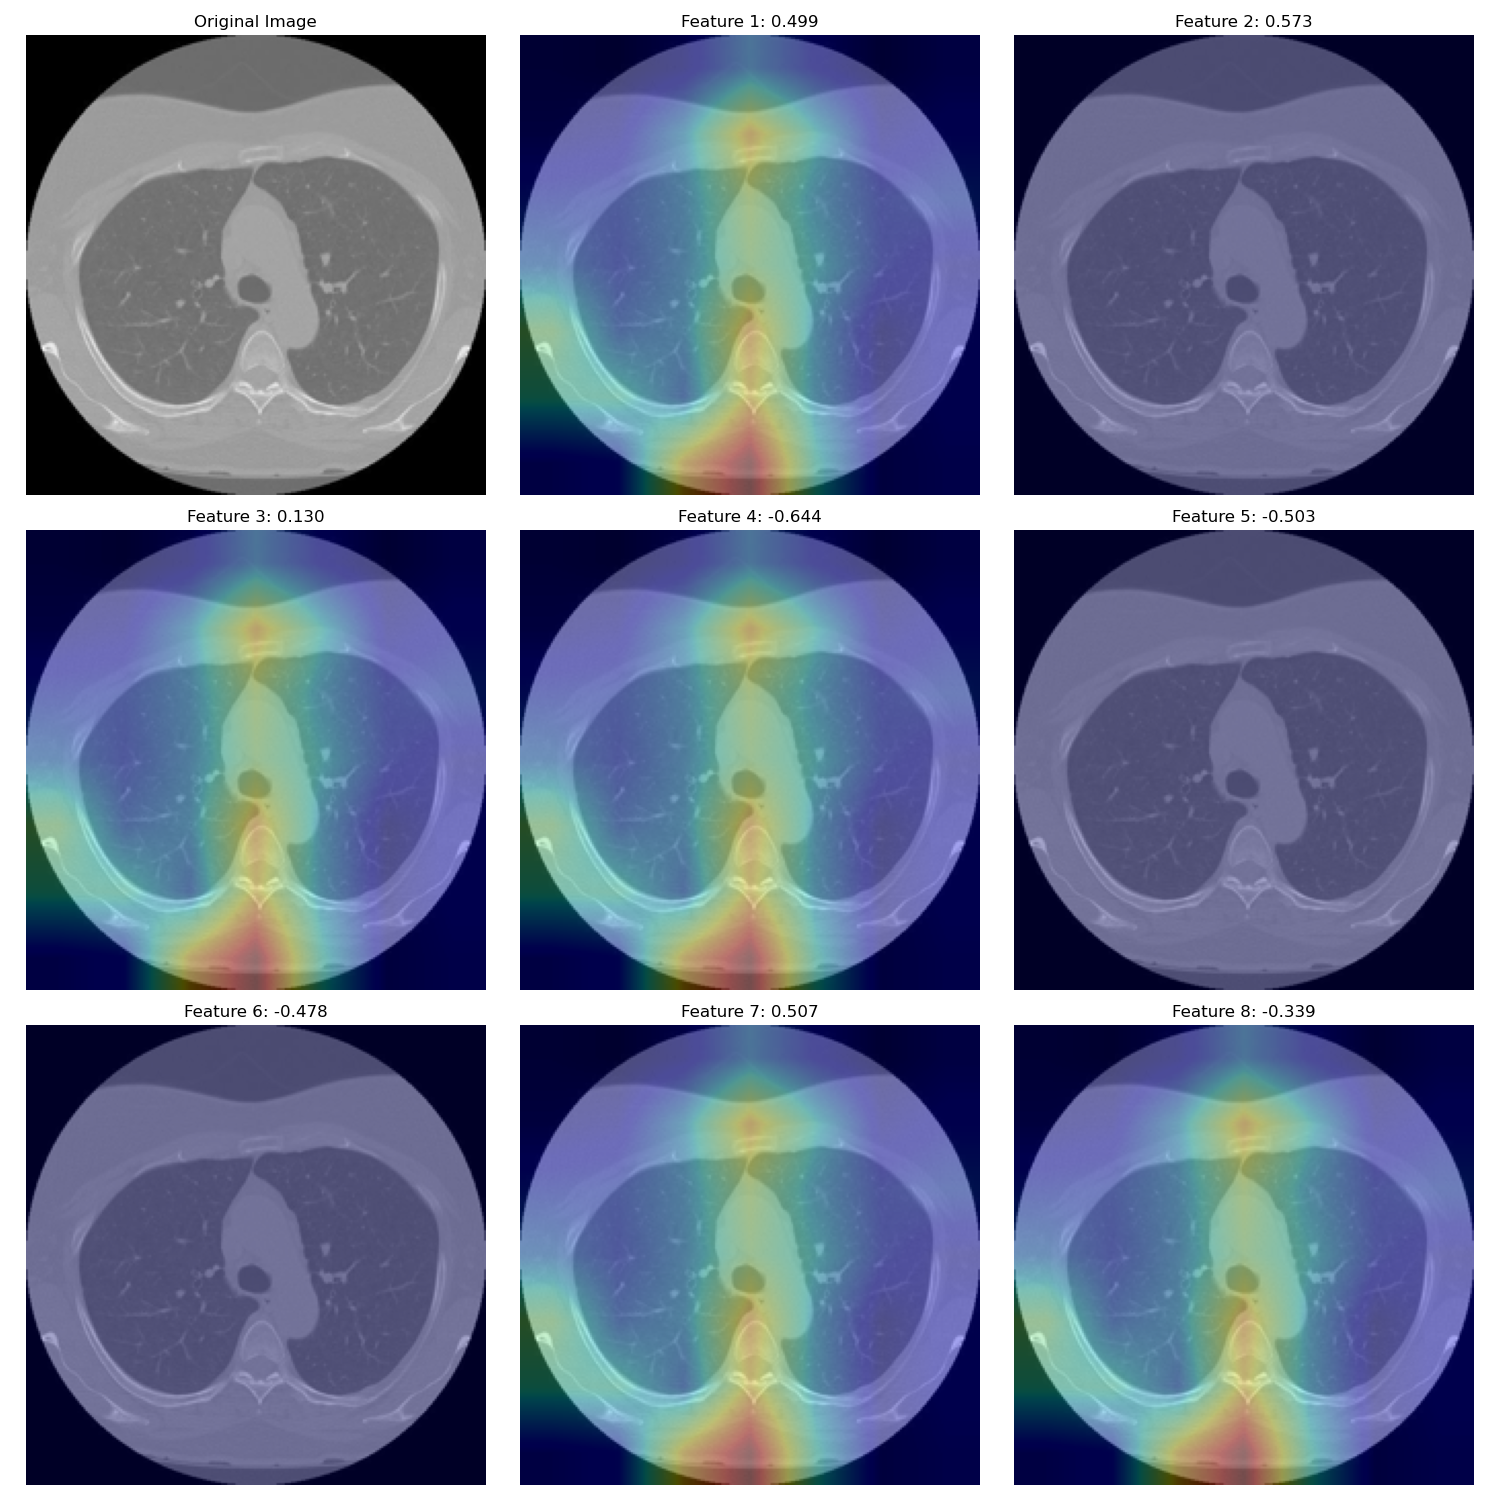 Original Image
Feature 1: 0.499
Feature 2: 0.573
Feature 3: 0.130
Feature 4: -0.644
Feature 5: -0.503
Feature 6: -0.478
Feature 7: 0.507
Feature 8: -0.339